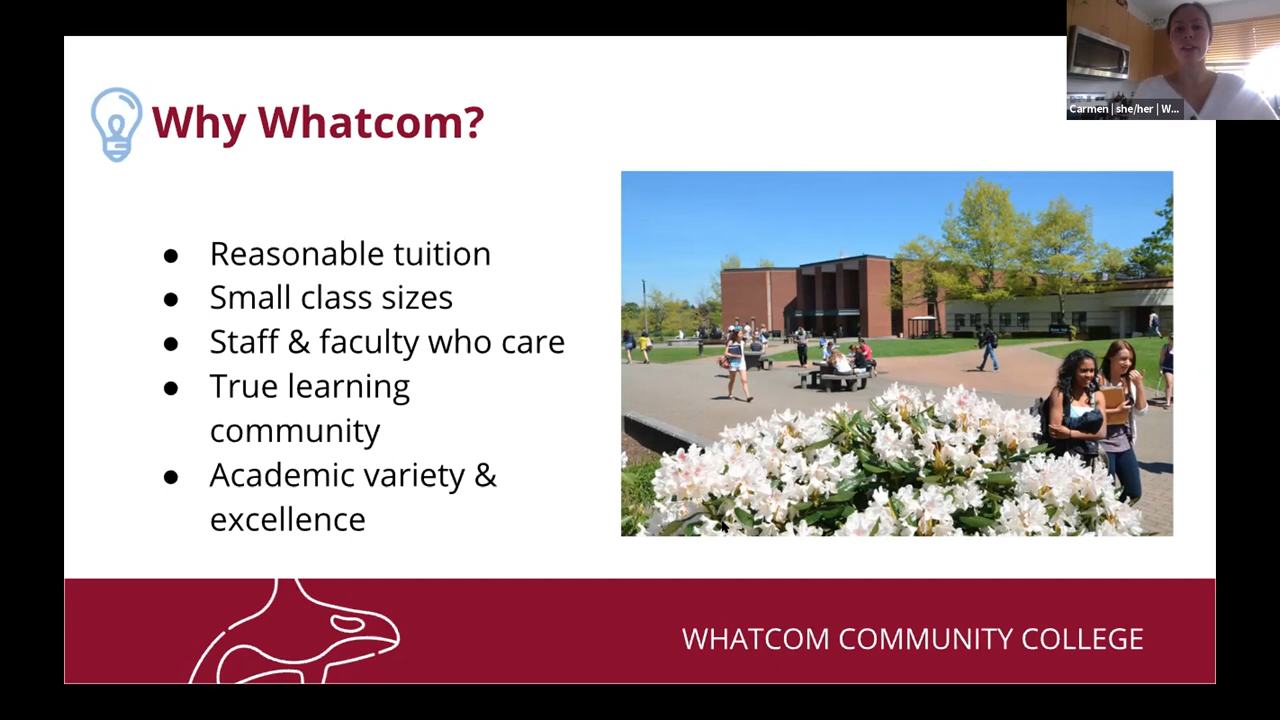 Why Whatcom?
Carmen | she/her | W...
● Reasonable tuition
● Small class sizes
● Staff & faculty who care
● True learning
community
● Academic variety &
excellence
WHATCOM COMMUNITY COLLEGE